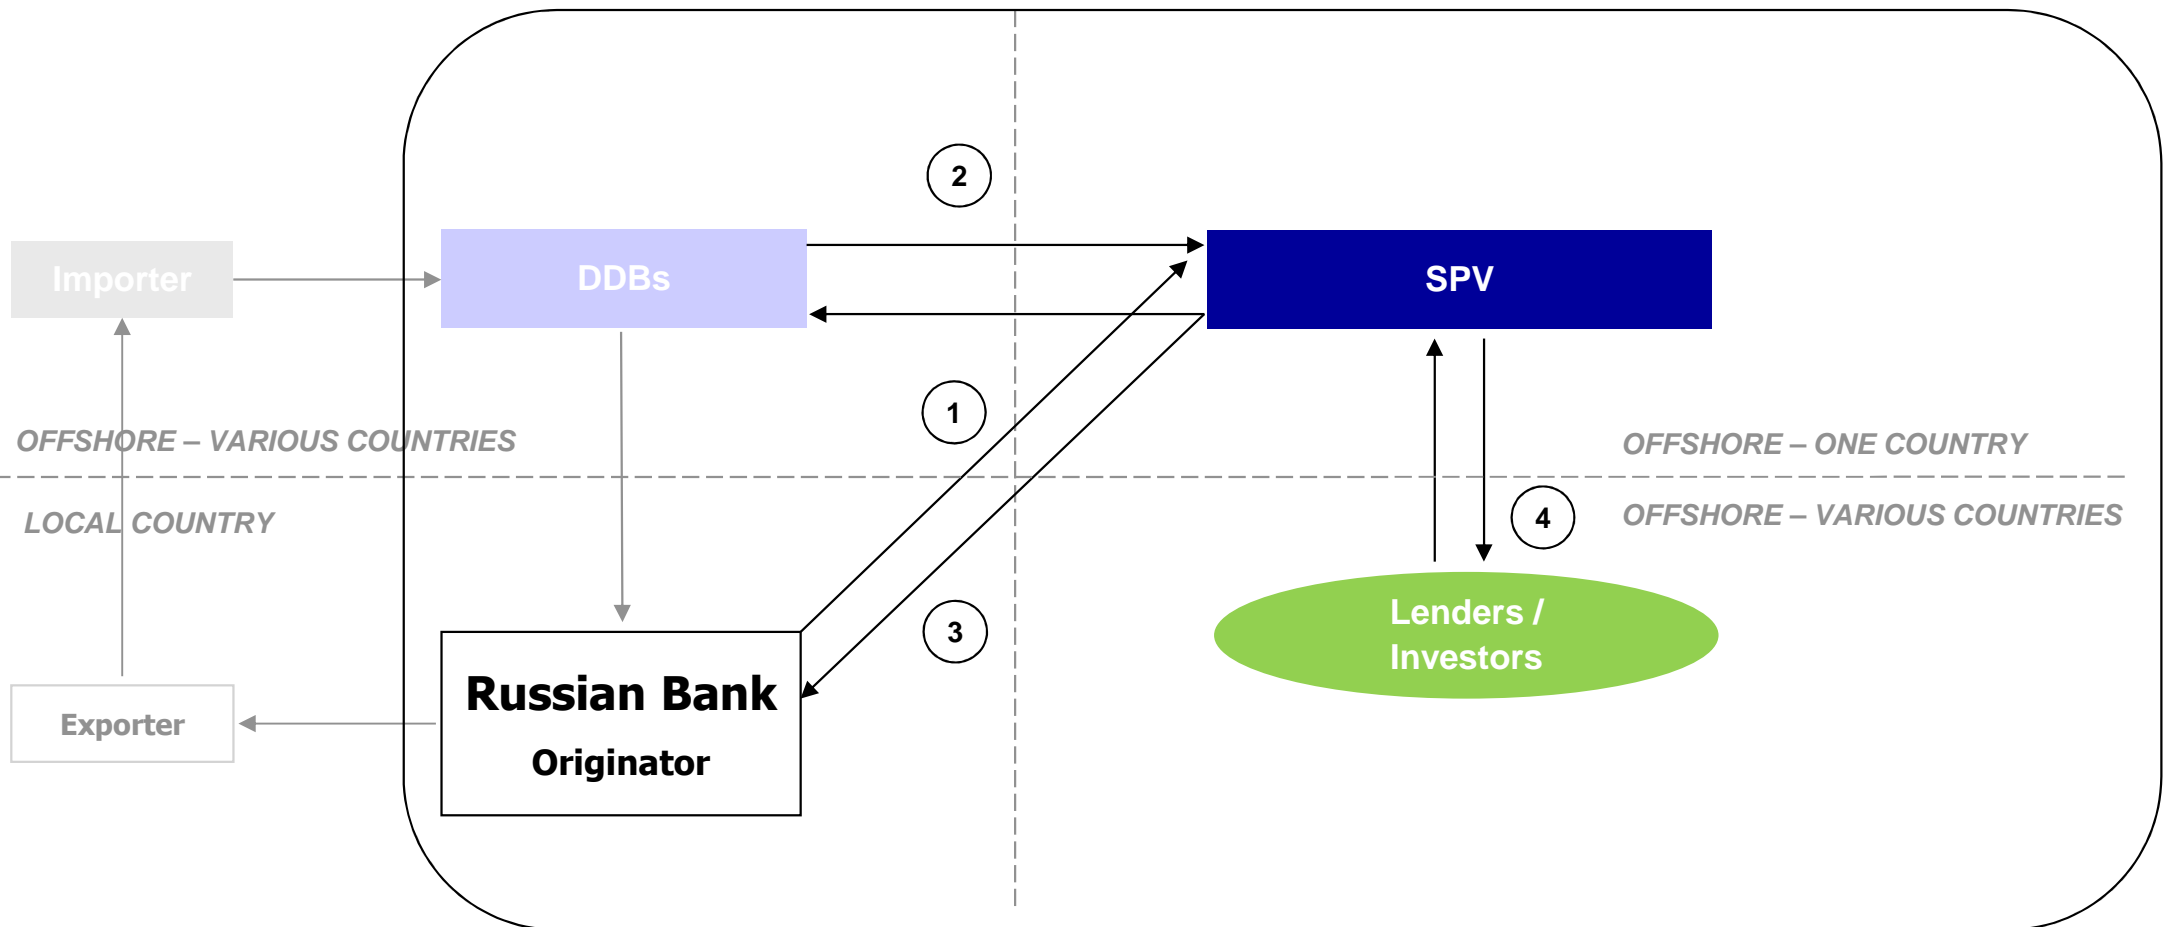 2
Importer
DDBs
SPV
1
OFFSHORE – VARIOUS COUNTRIES
OFFSHORE – ONE COUNTRY
LOCAL COUNTRY
4
OFFSHORE – VARIOUS COUNTRIES
Lenders /
Investors
3
Russian Bank
Originator
Exporter